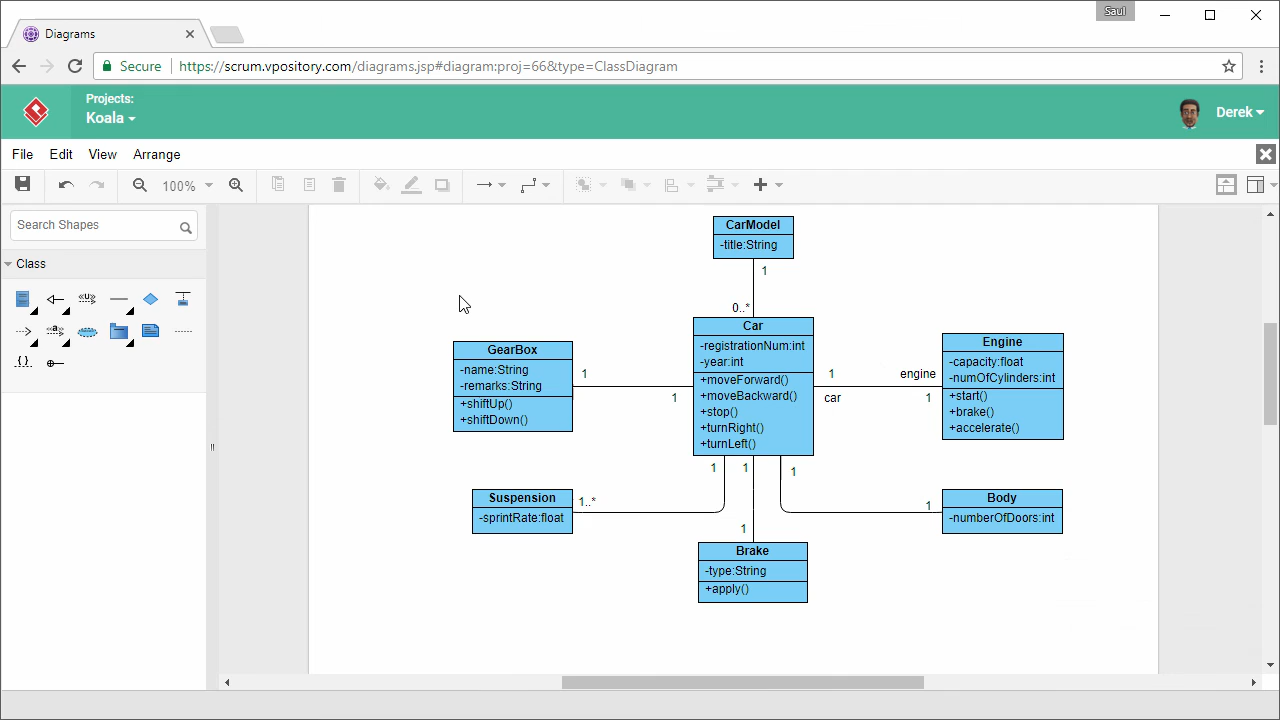 Saul
Diagrams
Secure https://scrum.vpository.com/diagrams.jsp#diagram:proj=66&type=ClassDiagram
Projects:
Koala
Derek
File Edit View Arrange
100%
Search Shapes
Class
«u»
«a»
{ }
CarModel
-title:String
1
0..*
Car
-registrationNum:int
-year:int
+moveForward()
+moveBackward()
+stop()
+turnRight()
+turnLeft()
GearBox
-name:String
-remarks:String
+shiftUp()
+shiftDown()
1
1
1
engine
car
1
Engine
-capacity:float
-numOfCylinders:int
+start()
+brake()
+accelerate()
1
1
1
Suspension
-sprintRate:float
1..*
1
Body
-numberOfDoors:int
1
Brake
-type:String
+apply()